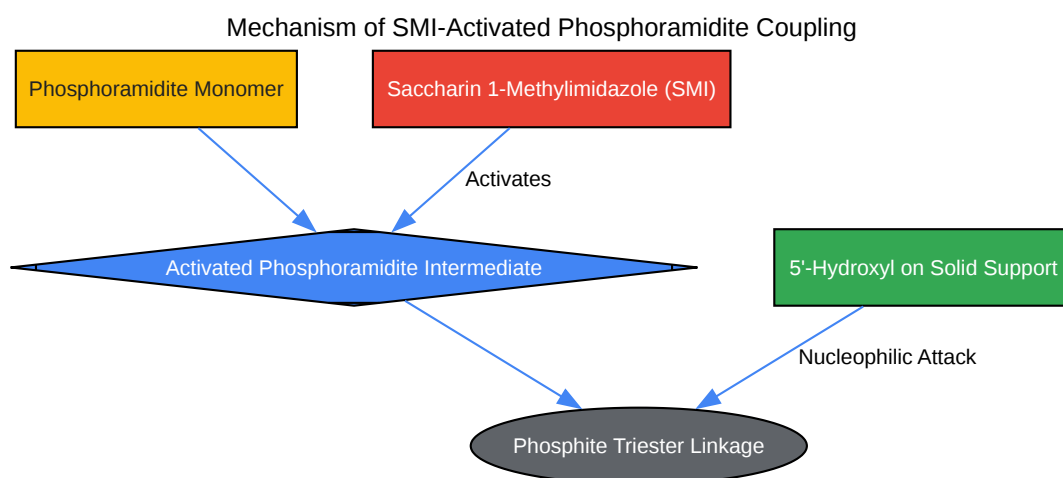 Mechanism of SMI-Activated Phosphoramidite Coupling
Phosphoramidite Monomer
Saccharin 1-Methylimidazole (SMI)
Activates
Activated Phosphoramidite Intermediate
5'-Hydroxyl on Solid Support
Nucleophilic Attack
Phosphite Triester Linkage